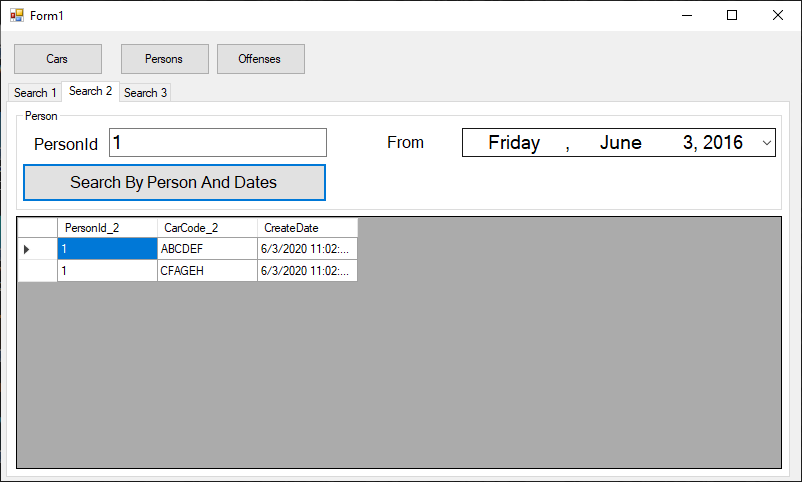 Form1
Cars Persons Offenses
Search 1 Search 2 Search 3
Person
PersonId 1 From Friday , June 3, 2016
Search By Person And Dates
PersonId_2 CarCode_2 CreateDate
1 ABCDEF 6/3/2020 11:02:...
1 CFAGEH 6/3/2020 11:02:...